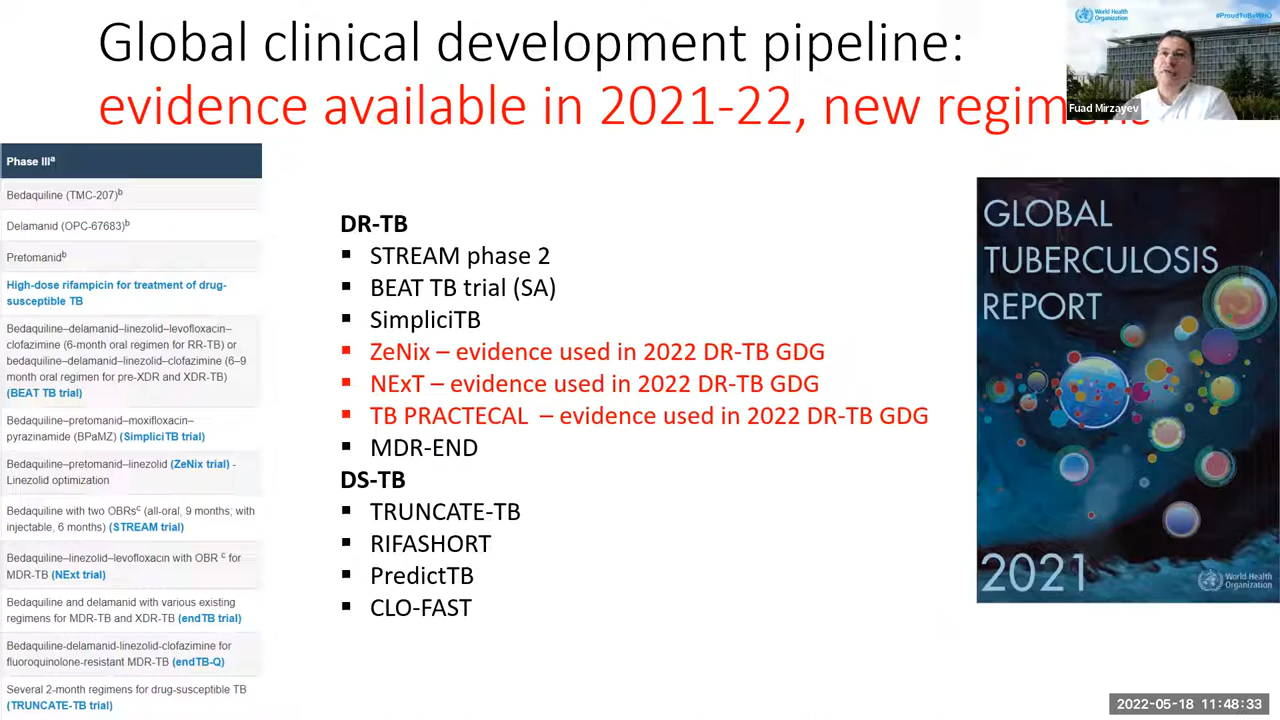 Global clinical development pipeline:
evidence available in 2021-22, new regimens
World Health
Organization
#ProudToBeWHO
Fuad Mirzayev
Phase IIIᵃ
Bedaquiline (TMC-207)ᵇ
Delamanid (OPC-67683)ᵇ
Pretomanidᵇ
High-dose rifampicin for treatment of drug-
susceptible TB
Bedaquiline–delamanid–linezolid–levofloxacin–
clofazimine (6-month oral regimen for RR-TB) or
bedaquiline–delamanid–linezolid–clofazimine (6–9
month oral regimen for pre-XDR and XDR-TB)
(BEAT TB trial)
Bedaquiline–pretomanid–moxifloxacin–
pyrazinamide (BPaMZ) (SimpliciTB trial)
Bedaquiline–pretomanid–linezolid (ZeNix trial) -
Linezolid optimization
Bedaquiline with two OBRsᶜ (all-oral, 9 months; with
injectable, 6 months) (STREAM trial)
Bedaquiline–linezolid–levofloxacin with OBR ᶜ for
MDR-TB (NExt trial)
Bedaquiline and delamanid with various existing
regimens for MDR-TB and XDR-TB (endTB trial)
Bedaquiline-delamanid-linezolid-clofazimine for
fluoroquinolone-resistant MDR-TB (endTB-Q)
Several 2-month regimens for drug-susceptible TB
(TRUNCATE-TB trial)
DR-TB
▪ STREAM phase 2
▪ BEAT TB trial (SA)
▪ SimpliciTB
▪ ZeNix – evidence used in 2022 DR-TB GDG
▪ NExT – evidence used in 2022 DR-TB GDG
▪ TB PRACTECAL – evidence used in 2022 DR-TB GDG
▪ MDR-END
DS-TB
▪ TRUNCATE-TB
▪ RIFASHORT
▪ PredictTB
▪ CLO-FAST
GLOBAL
TUBERCULOSIS
REPORT
2021
World Health
Organization
2022-05-18 11:48:33